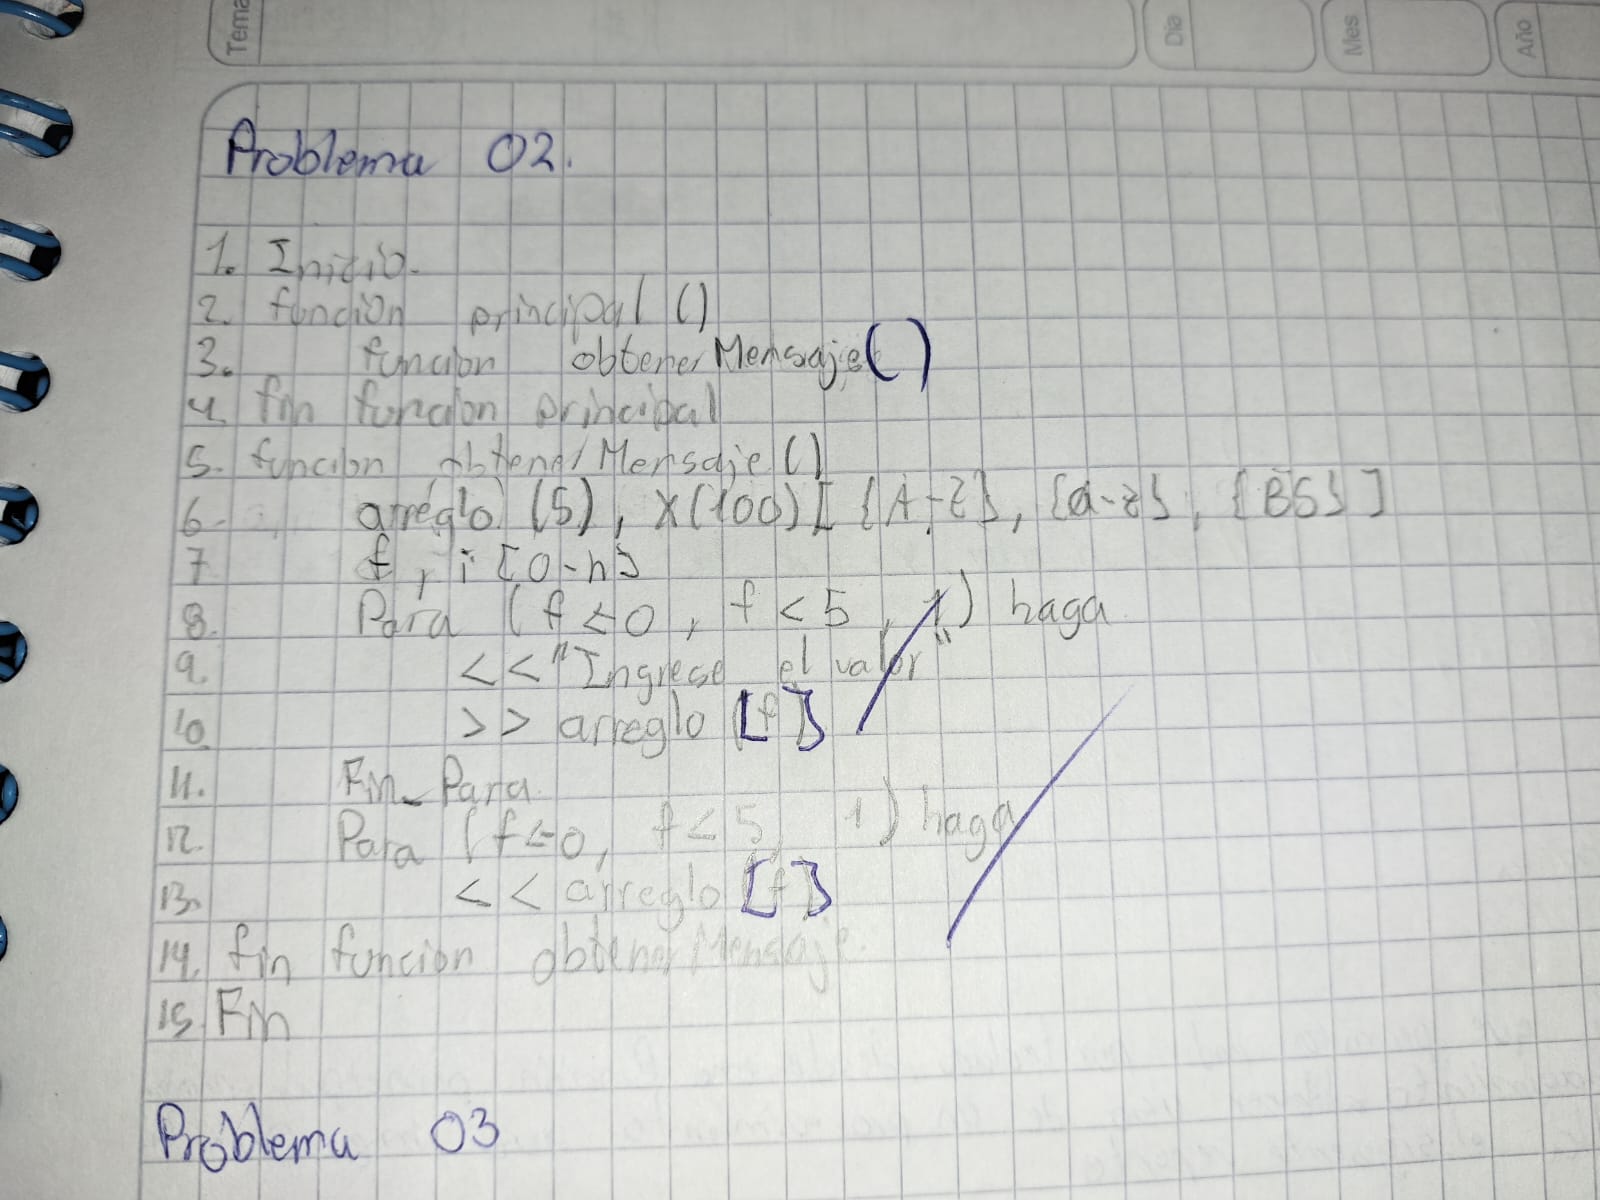 Tema
Día
Mes
Año
Problema 02.
1. Inicio.
2. función principal ()
3. funcion obtenerMensaje()
4. fin funcion principal
5. funcion obtenerMensaje()
6. arreglo (5), X(100)[ {A-Z}, {a-z}, {BS} ]
7 f, i [0-n]
8. Para (f ← 0, f < 5, 1) haga
9. << "Ingrese el valor"
10. >> arreglo [f]
11. Fin-Para
12. Para (f ← 0, f < 5, 1) haga
13. << arreglo [f]
14. fin funcion obtenerMensaje.
15. Fin
Problema 03